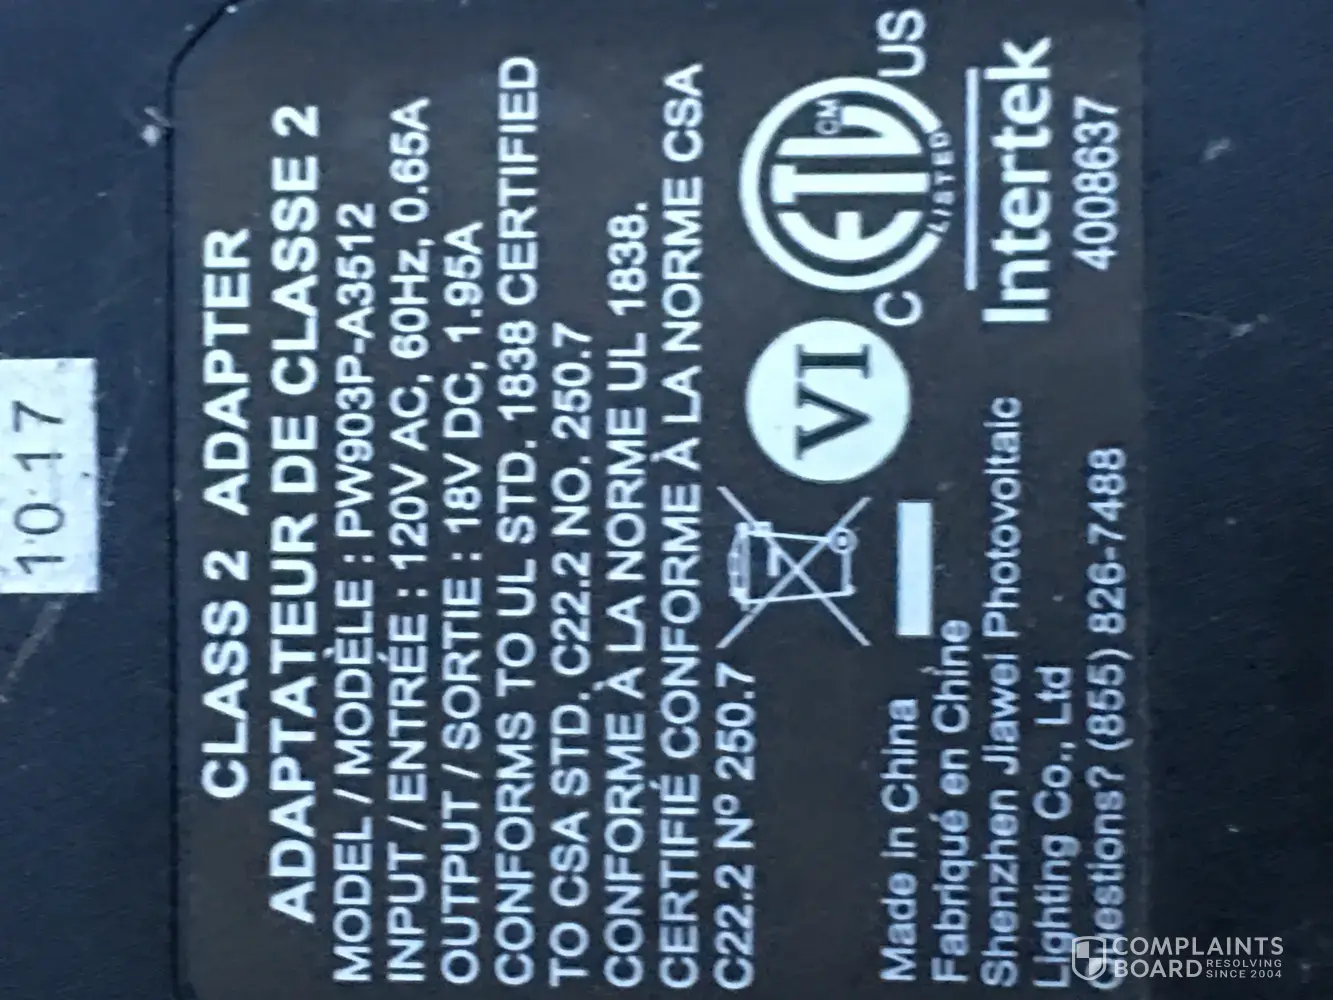 10-17
CLASS 2 ADAPTER
ADAPTATEUR DE CLASSE 2
MODEL / MODÈLE : PW903P-A3512
INPUT / ENTRÉE : 120V AC, 60Hz, 0.65A
OUTPUT / SORTIE : 18V DC, 1.95A
CONFORMS TO UL STD. 1838 CERTIFIED
TO CSA STD. C22.2 NO. 250.7
CONFORME À LA NORME UL 1838.
CERTIFIÉ CONFORME À LA NORME CSA
C22.2 Nº 250.7
VI
ETL CM
LISTED
C US
Intertek
4008637
Made in China
Fabriqué en Chine
Shenzhen Jiawei Photovoltaic
Lighting Co., Ltd
Questions? (855) 826-7488
COMPLAINTS
BOARD RESOLVING
SINCE 2004